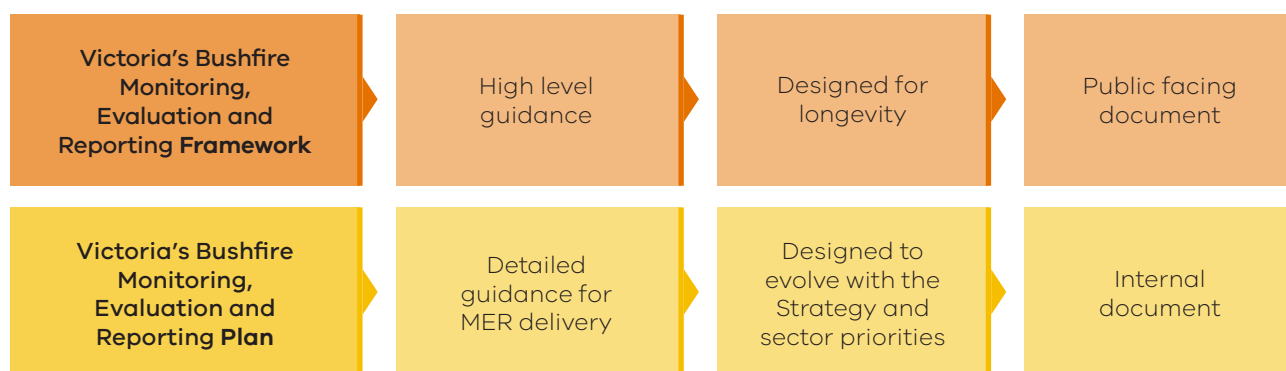 Victoria's Bushfire
Monitoring,
Evaluation and
Reporting Framework
High level
guidance
Designed for
longevity
Public facing
document
Victoria's Bushfire
Monitoring,
Evaluation and
Reporting Plan
Detailed
guidance for
MER delivery
Designed to
evolve with the
Strategy and
sector priorities
Internal
document